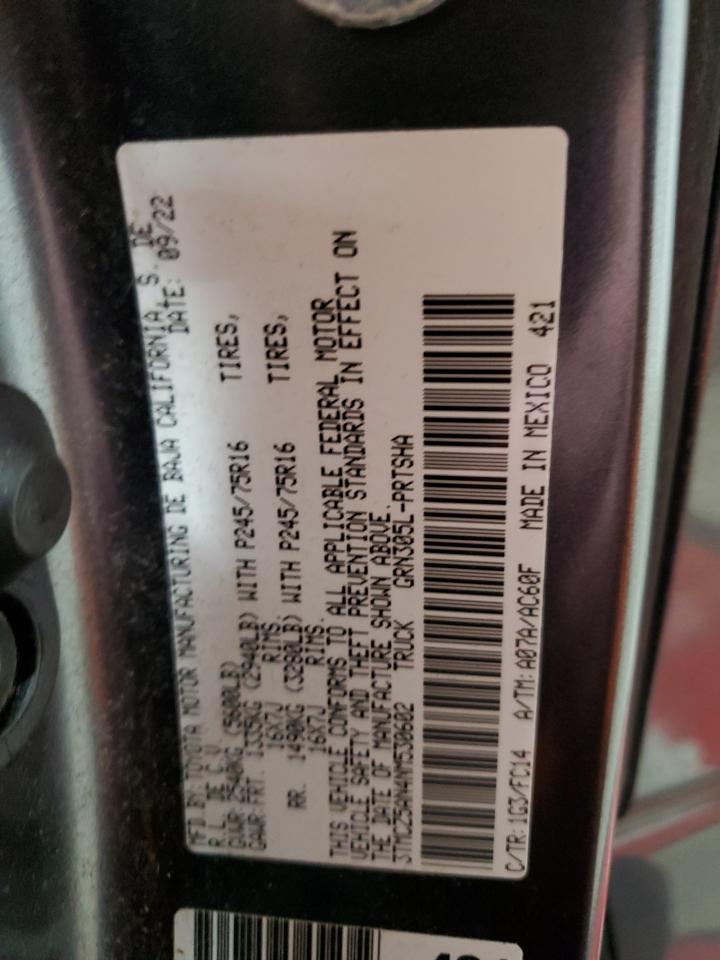 MFD BY: TOYOTA MOTOR MANUFACTURING DE BAJA CALIFORNIA, S. DE
R.L. DE C.V. DATE: 09/22
GVWR 2540KG (5600LB)
GAWR-FRT. 1335KG (2940LB) WITH P245/75R16 TIRES,
16X7J RIMS.
RR. 1490KG (3280LB) WITH P245/75R16 TIRES,
16X7J RIMS.
THIS VEHICLE CONFORMS TO ALL APPLICABLE FEDERAL MOTOR
VEHICLE SAFETY AND THEFT PREVENTION STANDARDS IN EFFECT ON
THE DATE OF MANUFACTURE SHOWN ABOVE.
3TMCZ5AN4NM530602 TRUCK GRN305L-PRTSHA
C/TR: 1G3/FC14 A/TM: A07A/AC60F MADE IN MEXICO 421